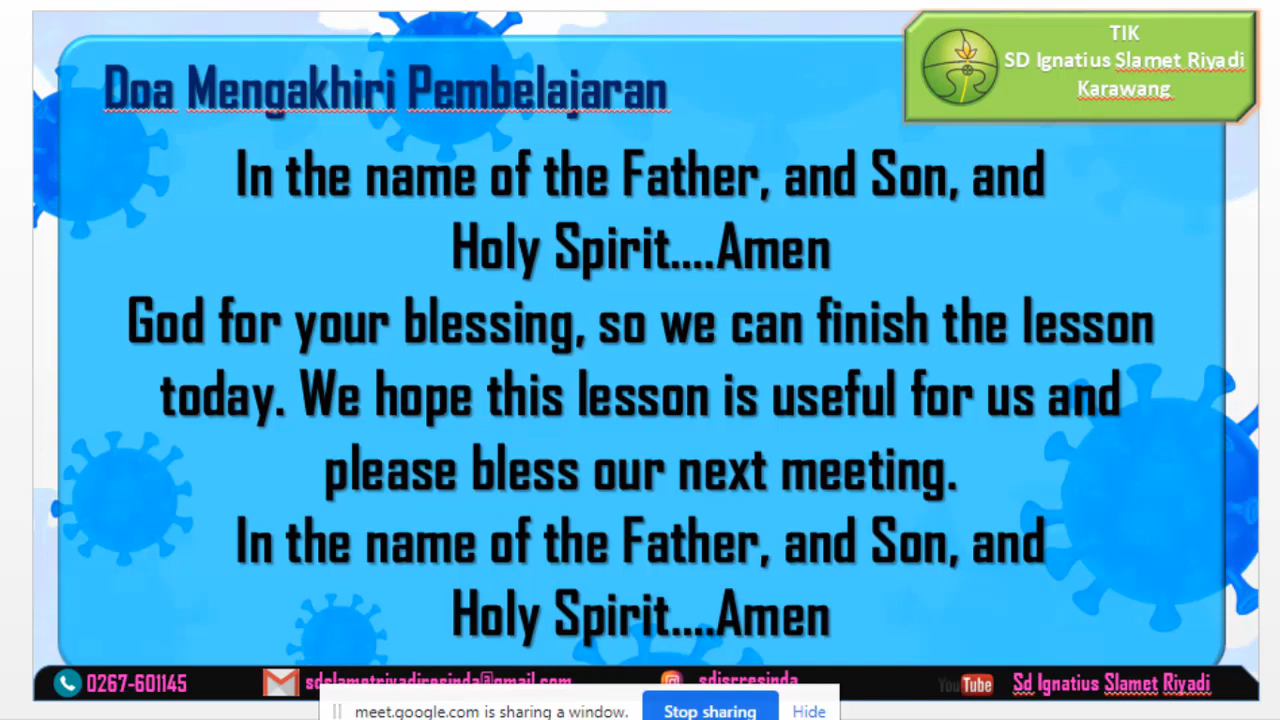 TIK
SD Ignatius Slamet Riyadi
Karawang
Doa Mengakhiri Pembelajaran
In the name of the Father, and Son, and
Holy Spirit....Amen
God for your blessing, so we can finish the lesson
today. We hope this lesson is useful for us and
please bless our next meeting.
In the name of the Father, and Son, and
Holy Spirit....Amen
0267-601145 sdslametriyadiresinda@gmail.com sdisrresinda YouTube Sd Ignatius Slamet Riyadi
meet.google.com is sharing a window. Stop sharing Hide